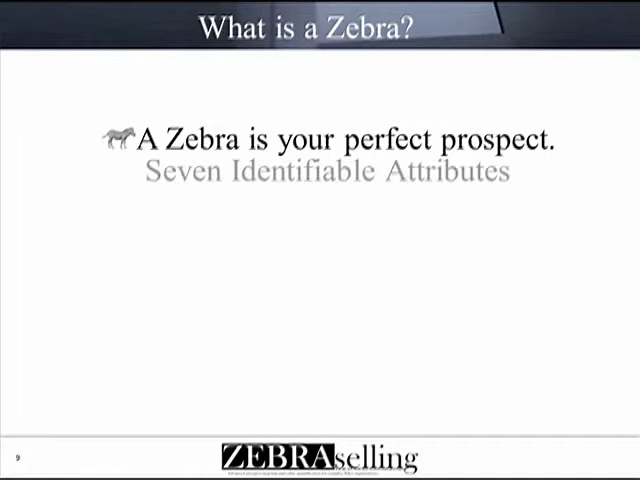 What is a Zebra?
A Zebra is your perfect prospect.
Seven Identifiable Attributes
9
ZEBRAselling